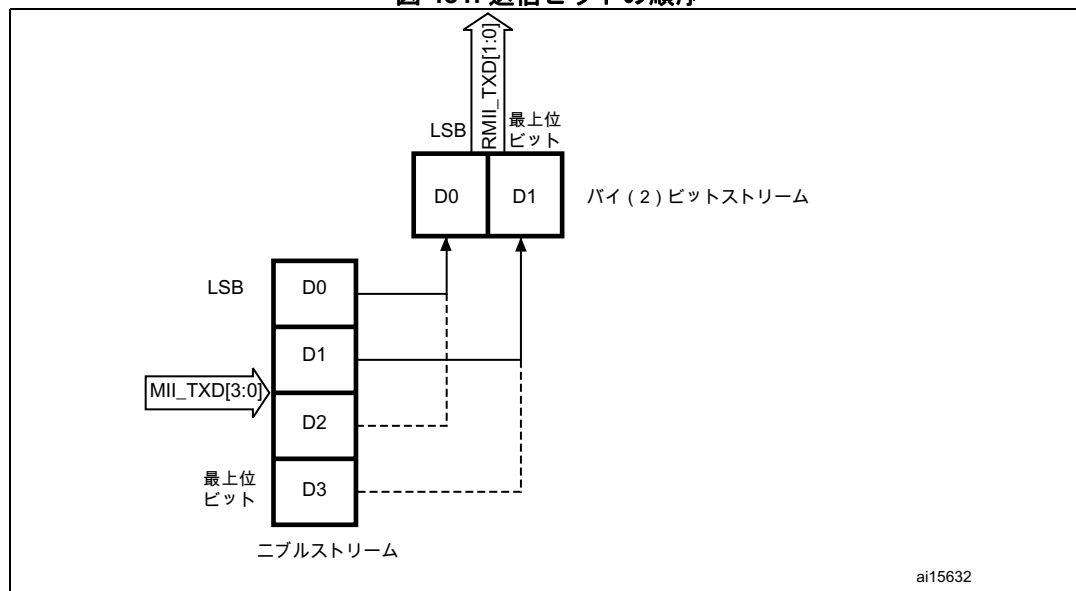 LSB
RMII_TXD[1:0]
最上位
ビット
D0
D1
バイ ( 2 ) ビットストリーム
LSB
D0
D1
MII_TXD[3:0]
D2
最上位
ビット
D3
ニブルストリーム
ai15632